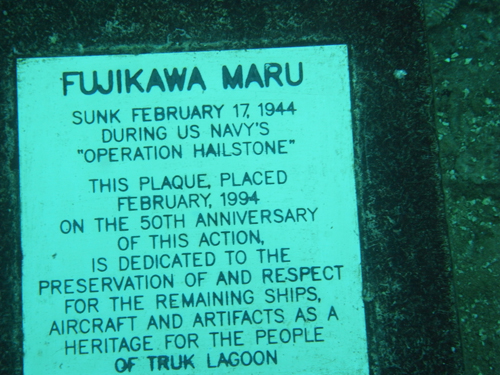 FUJIKAWA MARU
SUNK FEBRUARY 17, 1944
DURING US NAVY'S
"OPERATION HAILSTONE"
THIS PLAQUE, PLACED
FEBRUARY, 1994
ON THE 50TH ANNIVERSARY
OF THIS ACTION,
IS DEDICATED TO THE
PRESERVATION OF AND RESPECT
FOR THE REMAINING SHIPS,
AIRCRAFT AND ARTIFACTS AS A
HERITAGE FOR THE PEOPLE
OF TRUK LAGOON